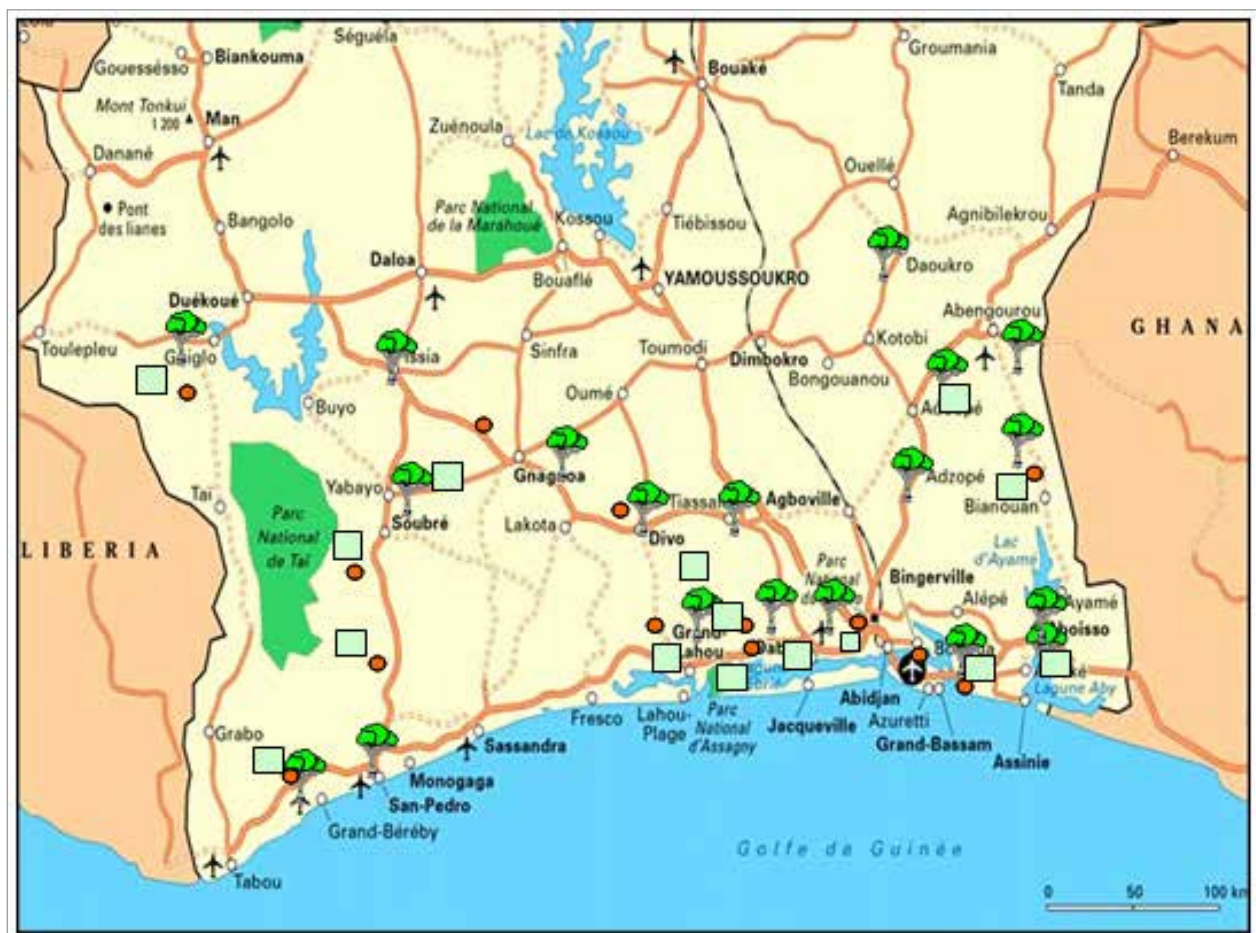 Séguéla
Groumania
Gouessésso
Biankouma
Bouaké
Tanda
Mont Tonkui
1 200
Man
Zuénoula
Lac de Kossou
Berekum
Danané
Ouellé
Pont
des lianes
Bangolo
Parc National
de la Marahoué
Kossou
Tiébissou
Agnibilekrou
Daloa
Bouaflé
YAMOUSSOUKRO
Daoukro
Duékoué
Abengourou
GHANA
Toulepleu
Guiglo
Issia
Sinfra
Toumodi
Dimbokro
Kotobi
Bongouanou
Buyo
Oumé
Gnagnoa
Adzopé
Taï
Yabayo
Agboville
Bianouan
Parc
National
de Taï
Soubré
Lakota
Divo
LIBERIA
Lac
d'Ayamé
Parc
Bingerville
Alépé
Ayamé
Grand-
Lagune Aby
Abidjan
Grabo
Fresco
Lahou-
Plage
Parc
National
d'Assagny
Jacqueville
Azuretti
Grand-Bassam
Assinie
Sassandra
Monogaga
San-Pedro
Grand-Béréby
Golfe de Guinée
Tabou
0 50 100 km